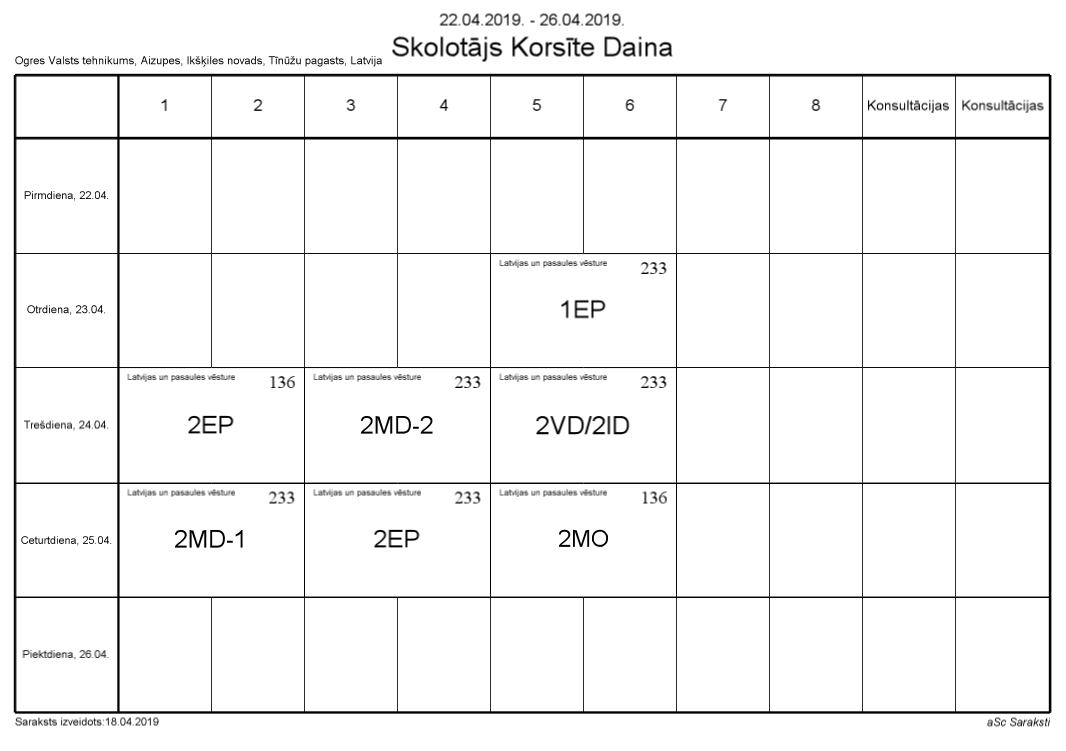 22.04.2019. - 26.04.2019.
Skolotājs Korsīte Daina
Ogres Valsts tehnikums, Aizupes, Ikšķiles novads, Tīnūžu pagasts, Latvija
1 2 3 4 5 6 7 8 Konsultācijas Konsultācijas
Pirmdiena, 22.04.
Latvijas un pasaules vēsture 233
Otrdiena, 23.04. 1EP
Latvijas un pasaules vēsture 136 Latvijas un pasaules vēsture 233 Latvijas un pasaules vēsture 233
Trešdiena, 24.04. 2EP 2MD-2 2VD/2ID
Latvijas un pasaules vēsture 233 Latvijas un pasaules vēsture 233 Latvijas un pasaules vēsture 136
Ceturtdiena, 25.04. 2MD-1 2EP 2MO
Piektdiena, 26.04.
Saraksts izveidots:18.04.2019 aSc Saraksti